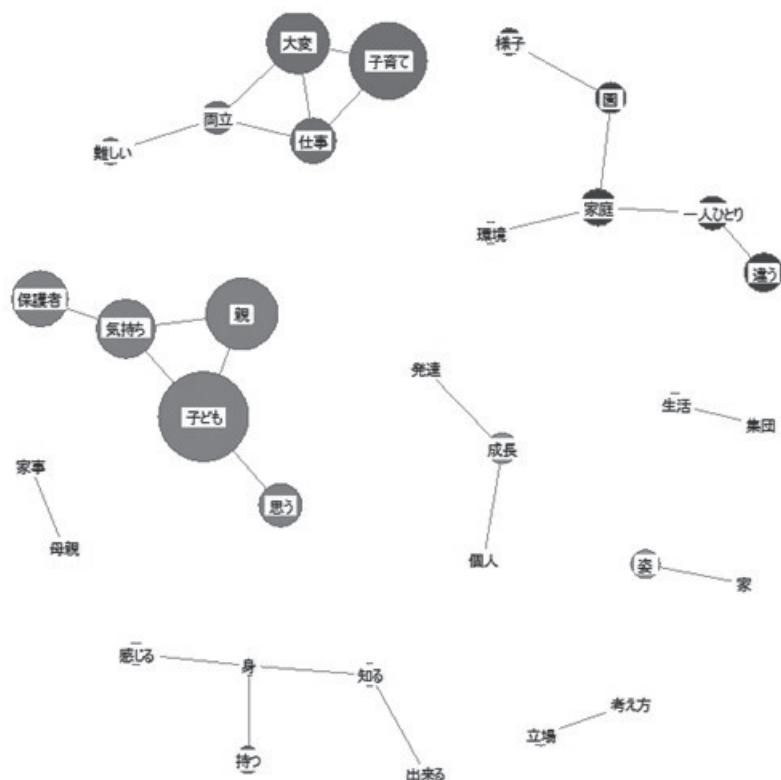 大変
子育て
両立
仕事
難しい
様子
園
家庭
一人ひとり
環境
違う
保護者
気持ち
親
子ども
思う
発達
成長
個人
生活
集団
家事
母親
姿
家
感じる
身
知る
持つ
出来る
考え方
立場